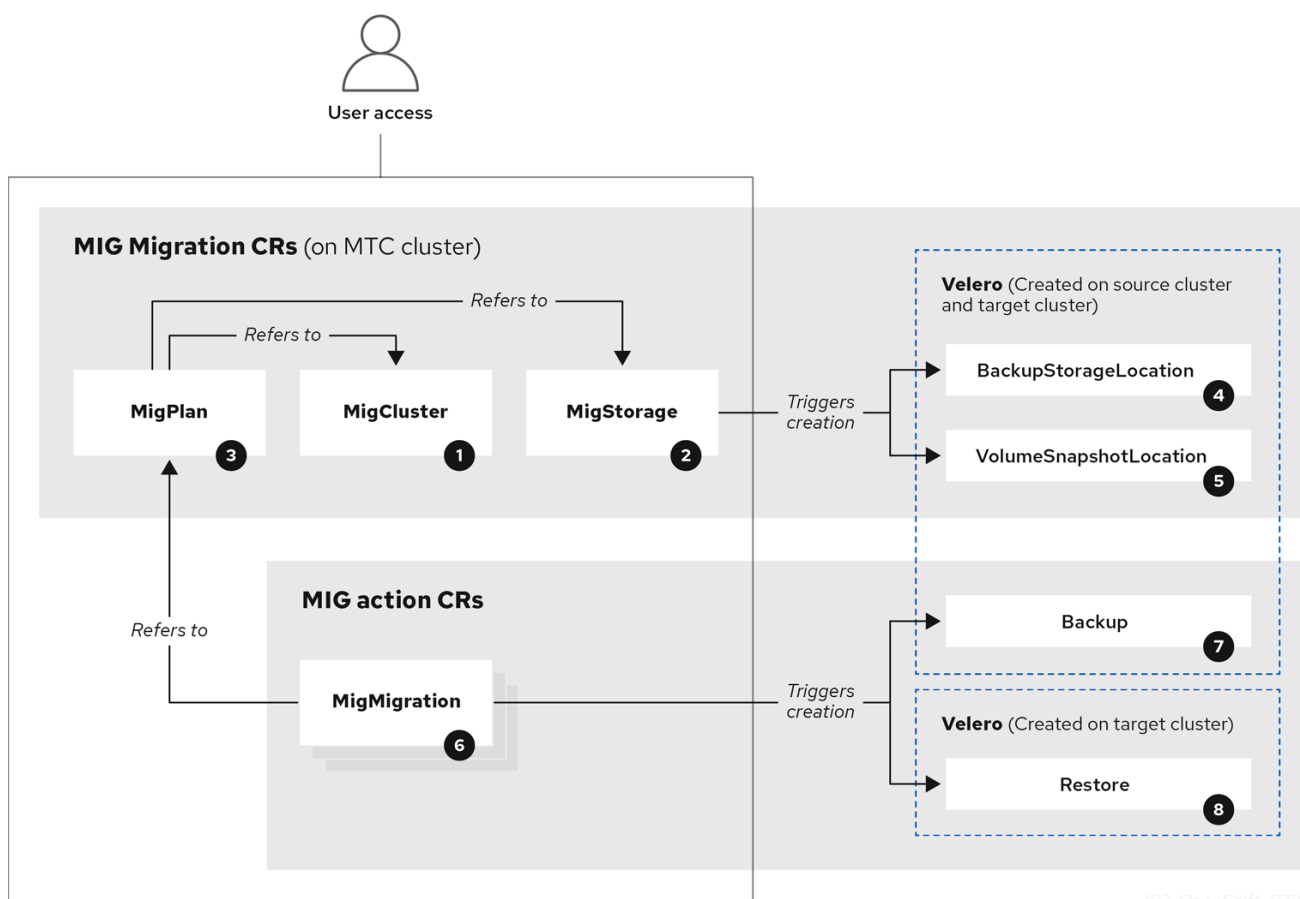 User access
MIG Migration CRs (on MTC cluster)
Refers to
Refers to
MigPlan
3
MigCluster
1
MigStorage
2
Triggers
creation
Velero (Created on source cluster
and target cluster)
BackupStorageLocation
4
VolumeSnapshotLocation
5
Refers to
MIG action CRs
MigMigration
6
Triggers
creation
Backup
7
Velero (Created on target cluster)
Restore
8